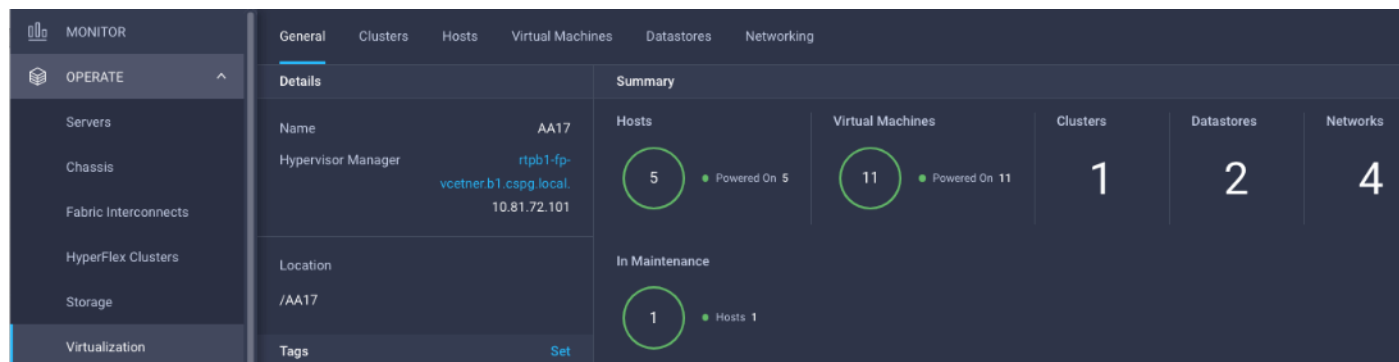 MONITOR
OPERATE
Servers
Chassis
Fabric Interconnects
HyperFlex Clusters
Storage
Virtualization
General Clusters Hosts Virtual Machines Datastores Networking
Details
Name AA17
Hypervisor Manager rtpb1-fp-
vcetner.b1.cspg.local.
10.81.72.101
Location
/AA17
Tags Set
Summary
Hosts Virtual Machines Clusters Datastores Networks
5 Powered On 5 11 Powered On 11 1 2 4
In Maintenance
1 Hosts 1